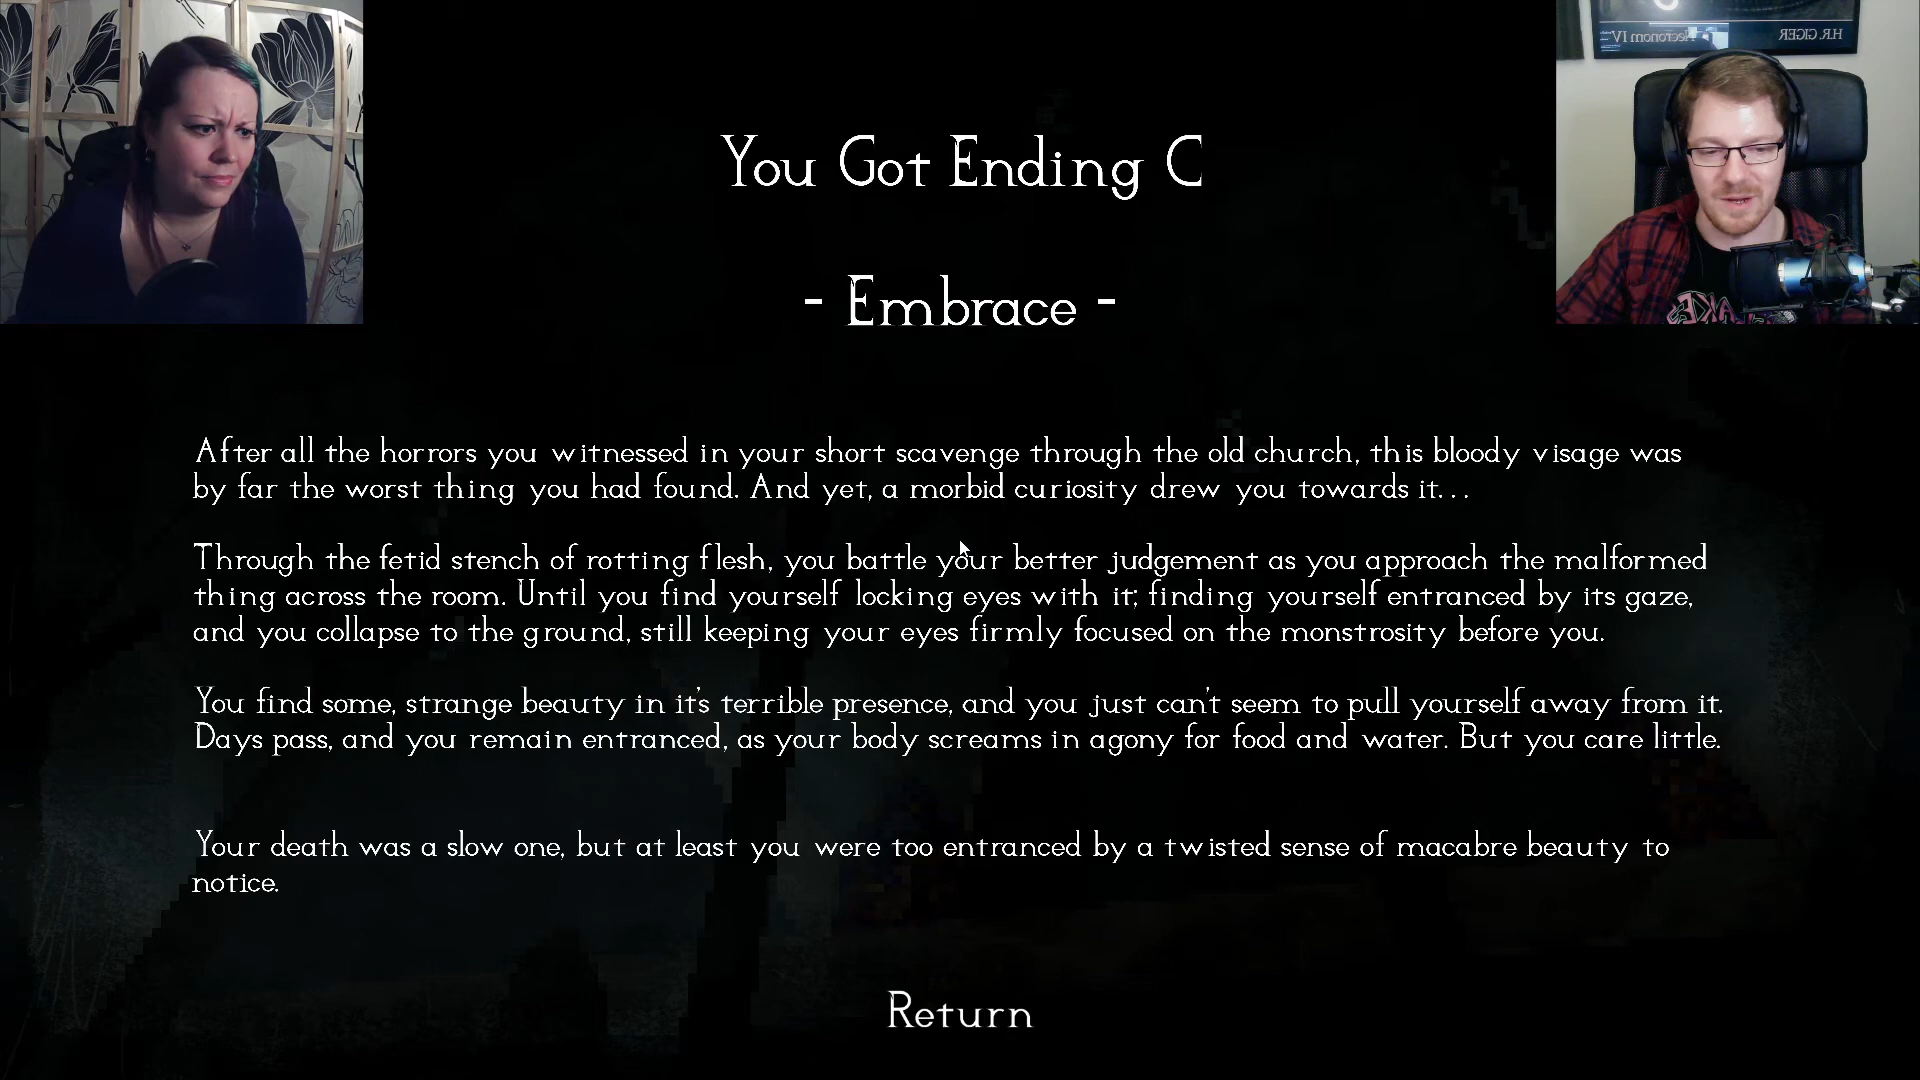 Necronom IV
H.R. GIGER
You Got Ending C
- Embrace -
After all the horrors you witnessed in your short scavenge through the old church, this bloody visage was
by far the worst thing you had found. And yet, a morbid curiosity drew you towards it...
Through the fetid stench of rotting flesh, you battle your better judgement as you approach the malformed
thing across the room. Until you find yourself locking eyes with it; finding yourself entranced by its gaze,
and you collapse to the ground, still keeping your eyes firmly focused on the monstrosity before you.
You find some, strange beauty in it's terrible presence, and you just can't seem to pull yourself away from it.
Days pass, and you remain entranced, as your body screams in agony for food and water. But you care little.
Your death was a slow one, but at least you were too entranced by a twisted sense of macabre beauty to
notice.
Return